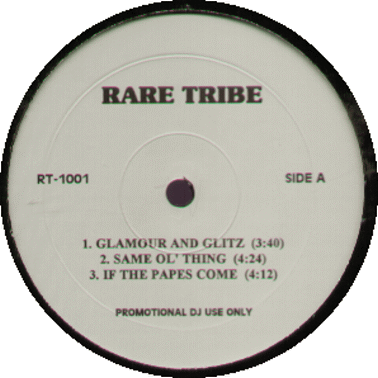 RARE TRIBE
RT-1001 SIDE A
1. GLAMOUR AND GLITZ (3:40)
2. SAME OL' THING (4:24)
3. IF THE PAPES COME (4:12)
PROMOTIONAL DJ USE ONLY